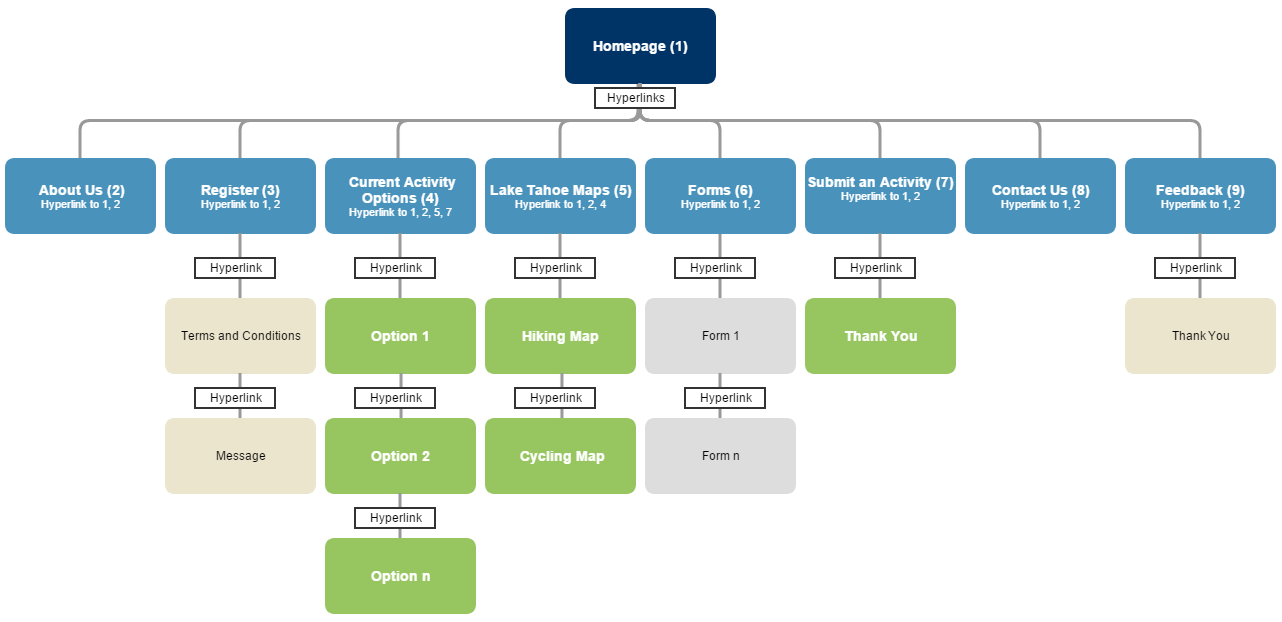 Homepage (1)
Hyperlinks
About Us (2)
Hyperlink to 1, 2
Register (3)
Hyperlink to 1, 2
Current Activity
Options (4)
Hyperlink to 1, 2, 5, 7
Lake Tahoe Maps (5)
Hyperlink to 1, 2, 4
Forms (6)
Hyperlink to 1, 2
Submit an Activity (7)
Hyperlink to 1, 2
Contact Us (8)
Hyperlink to 1, 2
Feedback (9)
Hyperlink to 1, 2
Hyperlink
Hyperlink
Hyperlink
Hyperlink
Hyperlink
Hyperlink
Terms and Conditions
Option 1
Hiking Map
Form 1
Thank You
Thank You
Hyperlink
Hyperlink
Hyperlink
Hyperlink
Message
Option 2
Cycling Map
Form n
Hyperlink
Option n